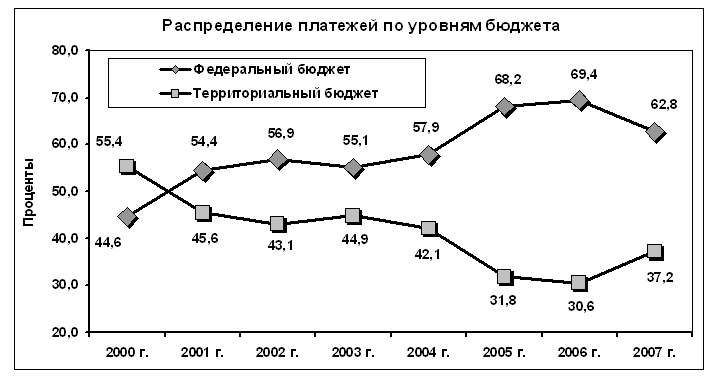 Распределение платежей по уровням бюджета
80,0
70,0
60,0
50,0
40,0
30,0
20,0
Проценты
Федеральный бюджет
Территориальный бюджет
55,4
54,4
56,9
55,1
57,9
68,2
69,4
62,8
44,6
45,6
43,1
44,9
42,1
31,8
30,6
37,2
2000 г.
2001 г.
2002 г.
2003 г.
2004 г.
2005 г.
2006 г.
2007 г.